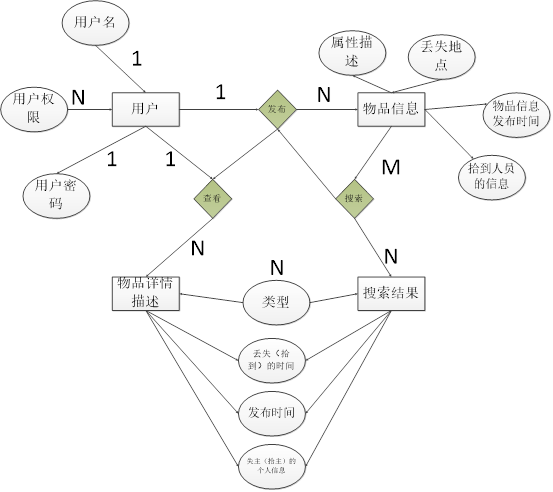 用户名
属性描
述
丢失地
点
1
用户权
限
N
用户
1
发布
N
物品信息
物品信息
发布时间
1
1
M
拾到人员
的信息
用户密
码
查看
搜索
N
N
N
物品详情
描述
类型
搜索结果
丢失（拾
到）的时间
发布时间
失主（拾主）的
个人信息